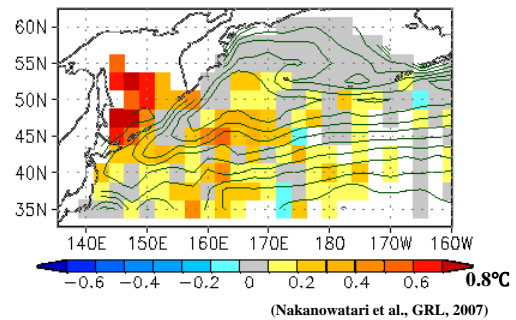 60N
55N
50N
45N
40N
35N
140E 150E 160E 170E 180 170W 160W
−0.6 −0.4 −0.2 0 0.2 0.4 0.6 0.8℃
(Nakanowatari et al., GRL, 2007)